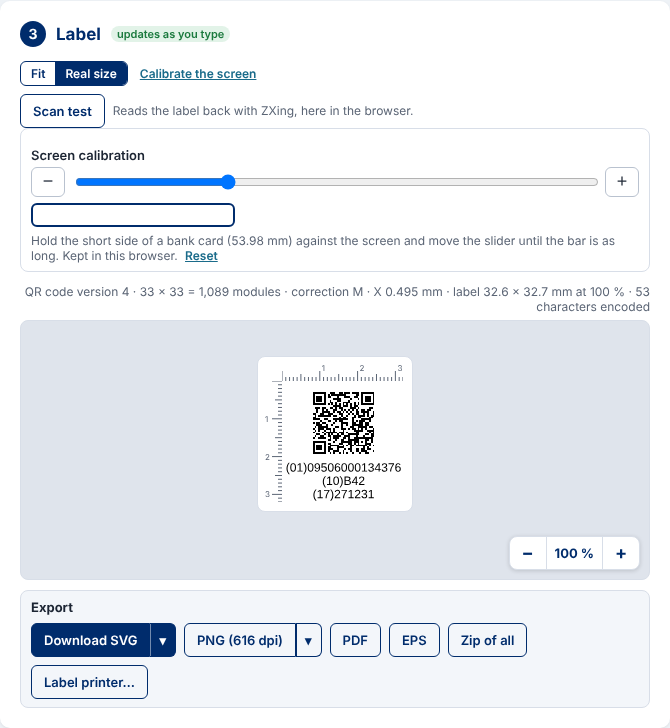 3 Label updates as you type
Fit Real size Calibrate the screen
Scan test Reads the label back with ZXing, here in the browser.
Screen calibration
− +
Hold the short side of a bank card (53.98 mm) against the screen and move the slider until the bar is as
long. Kept in this browser. Reset
QR code version 4 · 33 × 33 = 1,089 modules · correction M · X 0.495 mm · label 32.6 × 32.7 mm at 100 % · 53
characters encoded
1 2 3
1
2
3
(01)09506000134376
(10)B42
(17)271231
− 100 % +
Export
Download SVG ▾ PNG (616 dpi) ▾ PDF EPS Zip of all
Label printer...